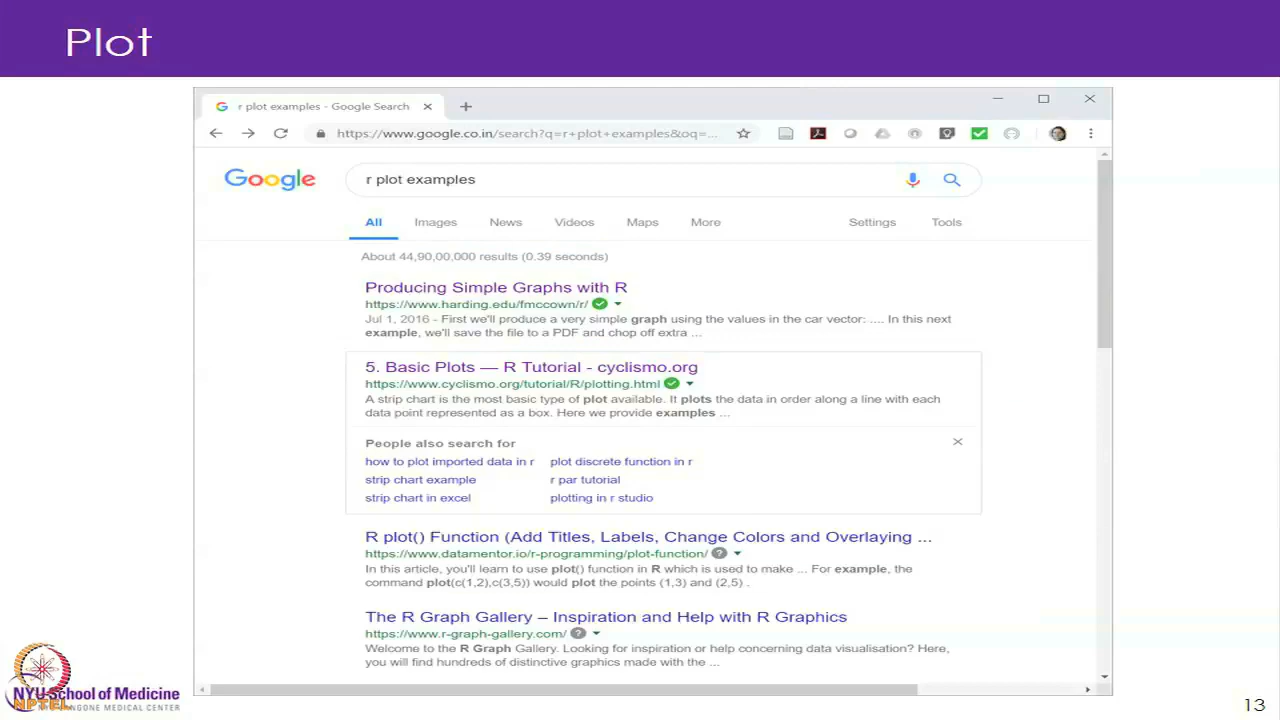 Plot
r plot examples - Google Search
https://www.google.co.in/search?q=r+plot+examples&oq=...
Google
r plot examples
All Images News Videos Maps More Settings Tools
About 44,90,00,000 results (0.39 seconds)
Producing Simple Graphs with R
https://www.harding.edu/fmccown/r/
Jul 1, 2016 - First we'll produce a very simple graph using the values in the car vector: .... In this next
example, we'll save the file to a PDF and chop off extra ...
5. Basic Plots — R Tutorial - cyclismo.org
https://www.cyclismo.org/tutorial/R/plotting.html
A strip chart is the most basic type of plot available. It plots the data in order along a line with each
data point represented as a box. Here we provide examples ...
People also search for
how to plot imported data in r plot discrete function in r
strip chart example r par tutorial
strip chart in excel plotting in r studio
R plot() Function (Add Titles, Labels, Change Colors and Overlaying ...
https://www.datamentor.io/r-programming/plot-function/
In this article, you'll learn to use plot() function in R which is used to make ... For example, the
command plot(c(1,2),c(3,5)) would plot the points (1,3) and (2,5) .
The R Graph Gallery – Inspiration and Help with R Graphics
https://www.r-graph-gallery.com/
Welcome to the R Graph Gallery. Looking for inspiration or help concerning data visualisation? Here,
you will find hundreds of distinctive graphics made with the ...
NYU School of Medicine
NPTEL
LANGONE MEDICAL CENTER
13